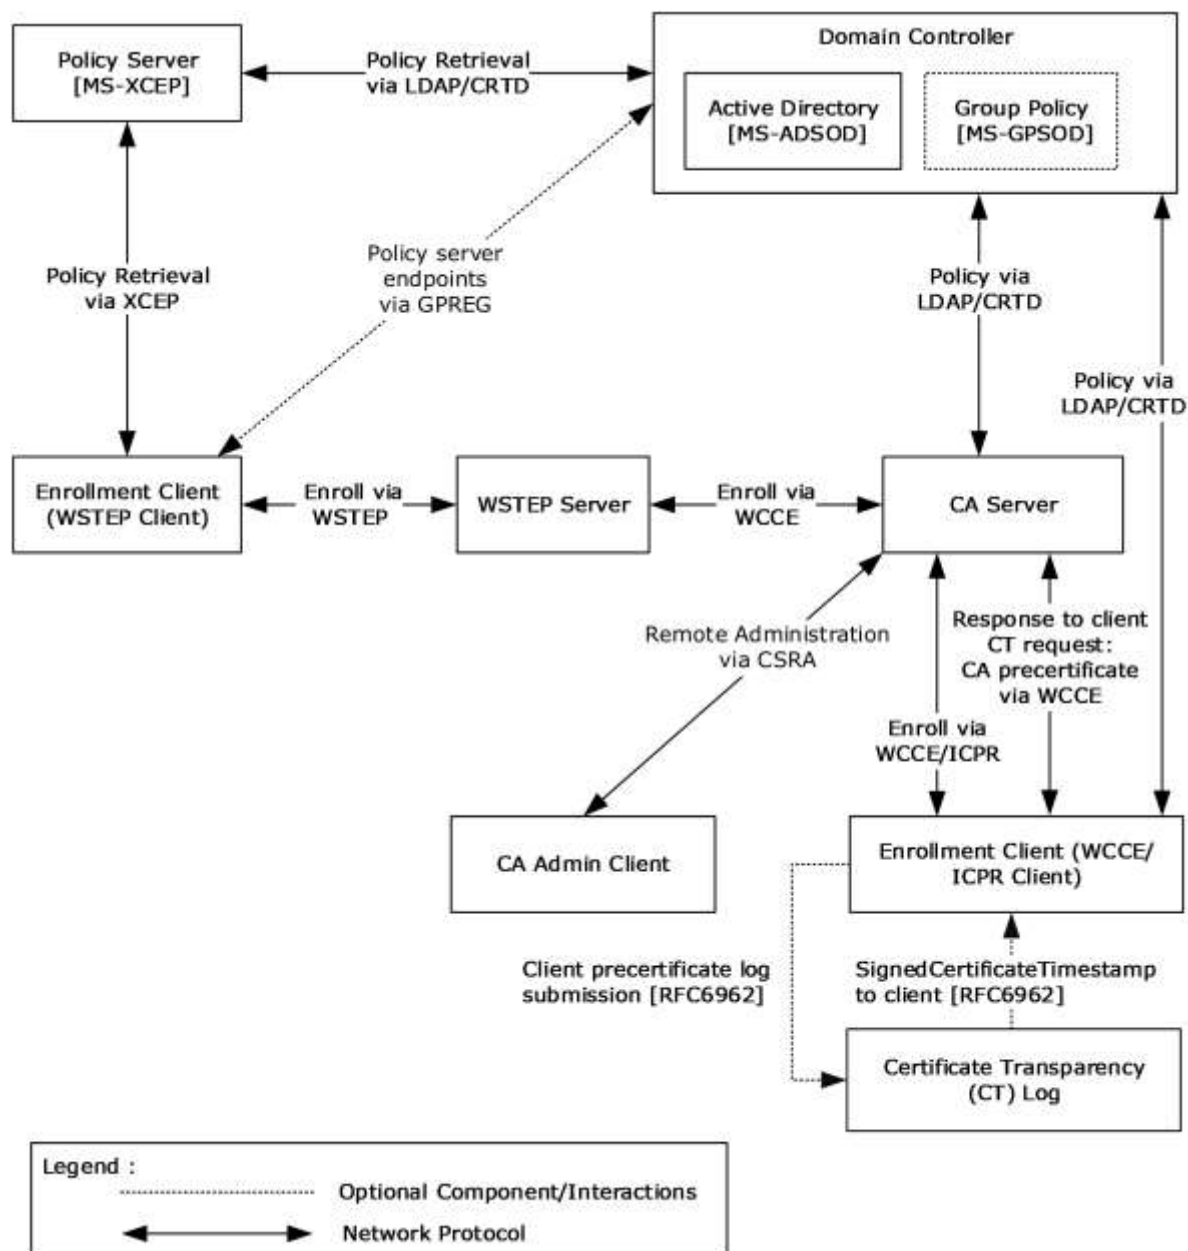 Policy Server
[MS-XCEP]
Policy Retrieval
via LDAP/CRTD
Domain Controller
Active Directory
[MS-ADSOD]
Group Policy
[MS-GPSOD]
Policy Retrieval
via XCEP
Policy server
endpoints
via GPREG
Policy via
LDAP/CRTD
Policy via
LDAP/CRTD
Enrollment Client
(WSTEP Client)
Enroll via
WSTEP
WSTEP Server
Enroll via
WCCE
CA Server
Remote Administration
via CSRA
Enroll via
WCCE/ICPR
Response to client
CT request:
CA precertificate
via WCCE
CA Admin Client
Enrollment Client (WCCE/
ICPR Client)
Client precertificate log
submission [RFC6962]
SignedCertificateTimestamp
to client [RFC6962]
Certificate Transparency
(CT) Log
Legend :
Optional Component/Interactions
Network Protocol